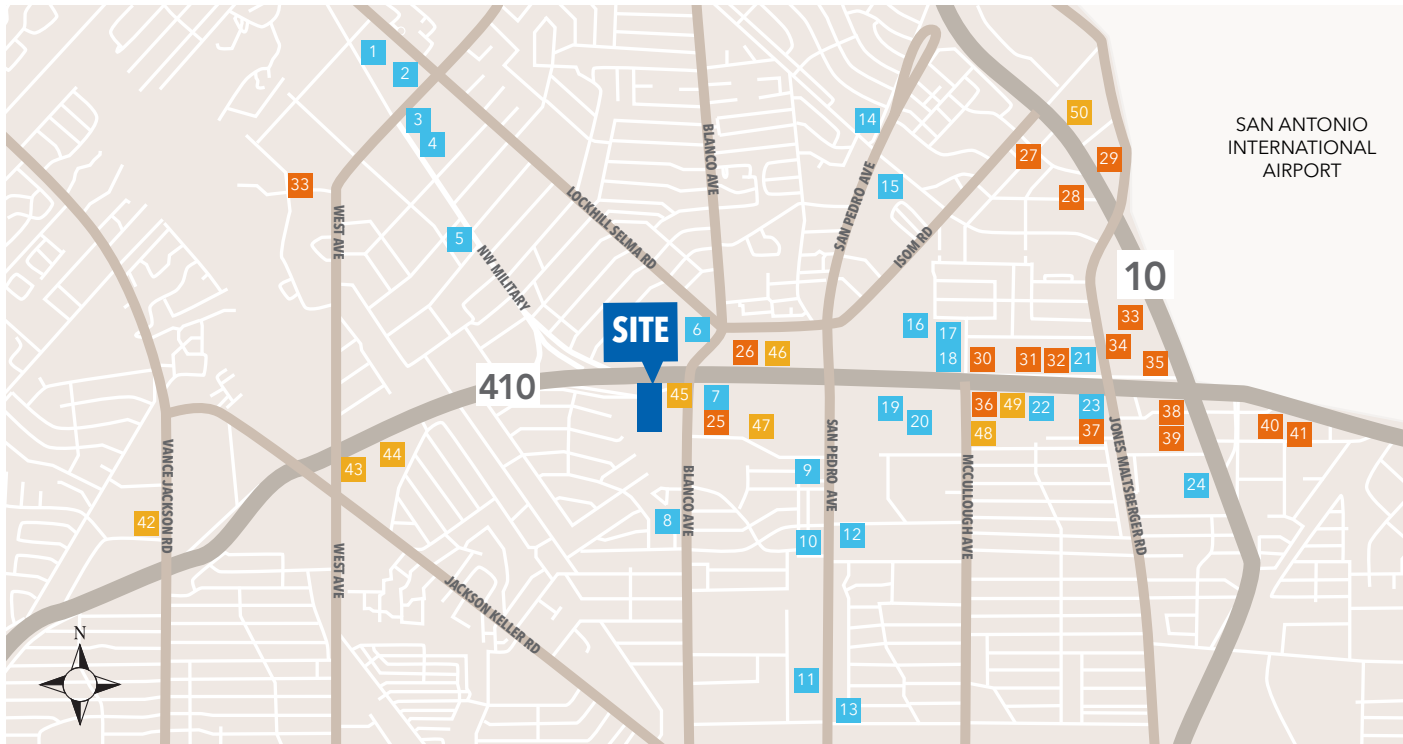 1
2
3
4
14
50
SAN ANTONIO
INTERNATIONAL
AIRPORT
BLANCO AVE
27
29
33
15
28
WEST AVE
LOCKHILL SELMA RD
SAN PEDRO AVE
ISOM RD
5
NW MILITARY
10
SITE
6
16
17
33
26
46
18
30
31
32
21
34
35
410
45
7
19
20
36
49
22
23
38
25
47
48
37
39
40
41
43
44
9
SAN PEDRO AVE
MCCULLOUGH AVE
JONES MALTSBERGER RD
24
VANCE JACKSON RD
42
8
BLANCO AVE
10
12
WEST AVE
JACKSON KELLER RD
N
11
13